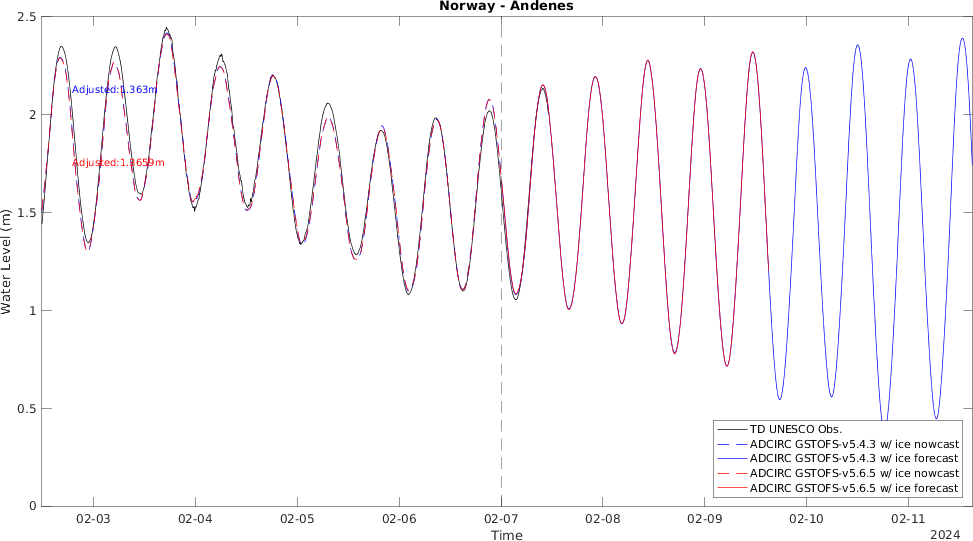 Norway - Andenes
2.5
2
1.5
1
0.5
0
Water Level (m)
Adjusted:1.363m
Adjusted:1.3659m
TD UNESCO Obs.
ADCIRC GSTOFS-v5.4.3 w/ ice nowcast
ADCIRC GSTOFS-v5.4.3 w/ ice forecast
ADCIRC GSTOFS-v5.6.5 w/ ice nowcast
ADCIRC GSTOFS-v5.6.5 w/ ice forecast
02-03 02-04 02-05 02-06 02-07 02-08 02-09 02-10 02-11
Time
2024